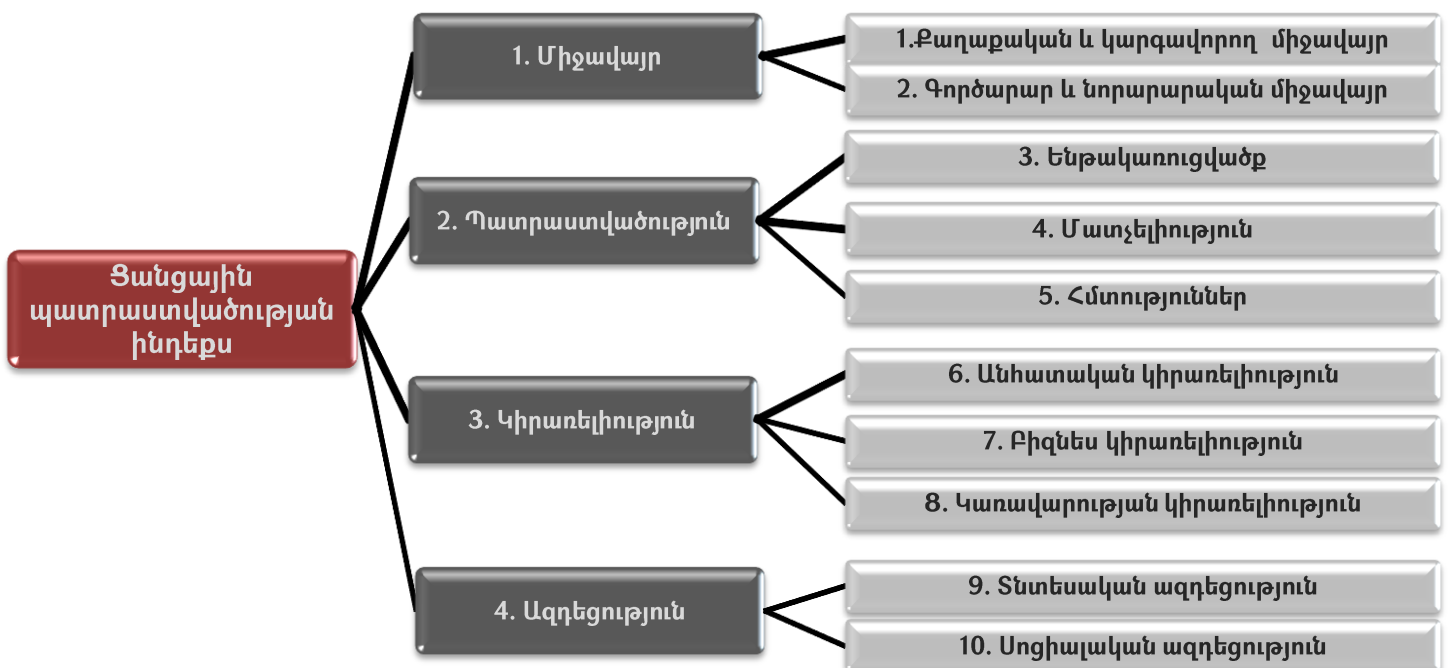 Ցանցային
պատրաստվածության
ինդեքս
1. Միջավայր
1.Քաղաքական և կարգավորող միջավայր
2. Գործարար և նորարարական միջավայր
2. Պատրաստվածություն
3. Ենթակառուցվածք
4. Մատչելիություն
5. Հմտություններ
3. Կիրառելիություն
6. Անհատական կիրառելիություն
7. Բիզնես կիրառելիություն
8. Կառավարության կիրառելիություն
4. Ազդեցություն
9. Տնտեսական ազդեցություն
10. Սոցիալական ազդեցություն